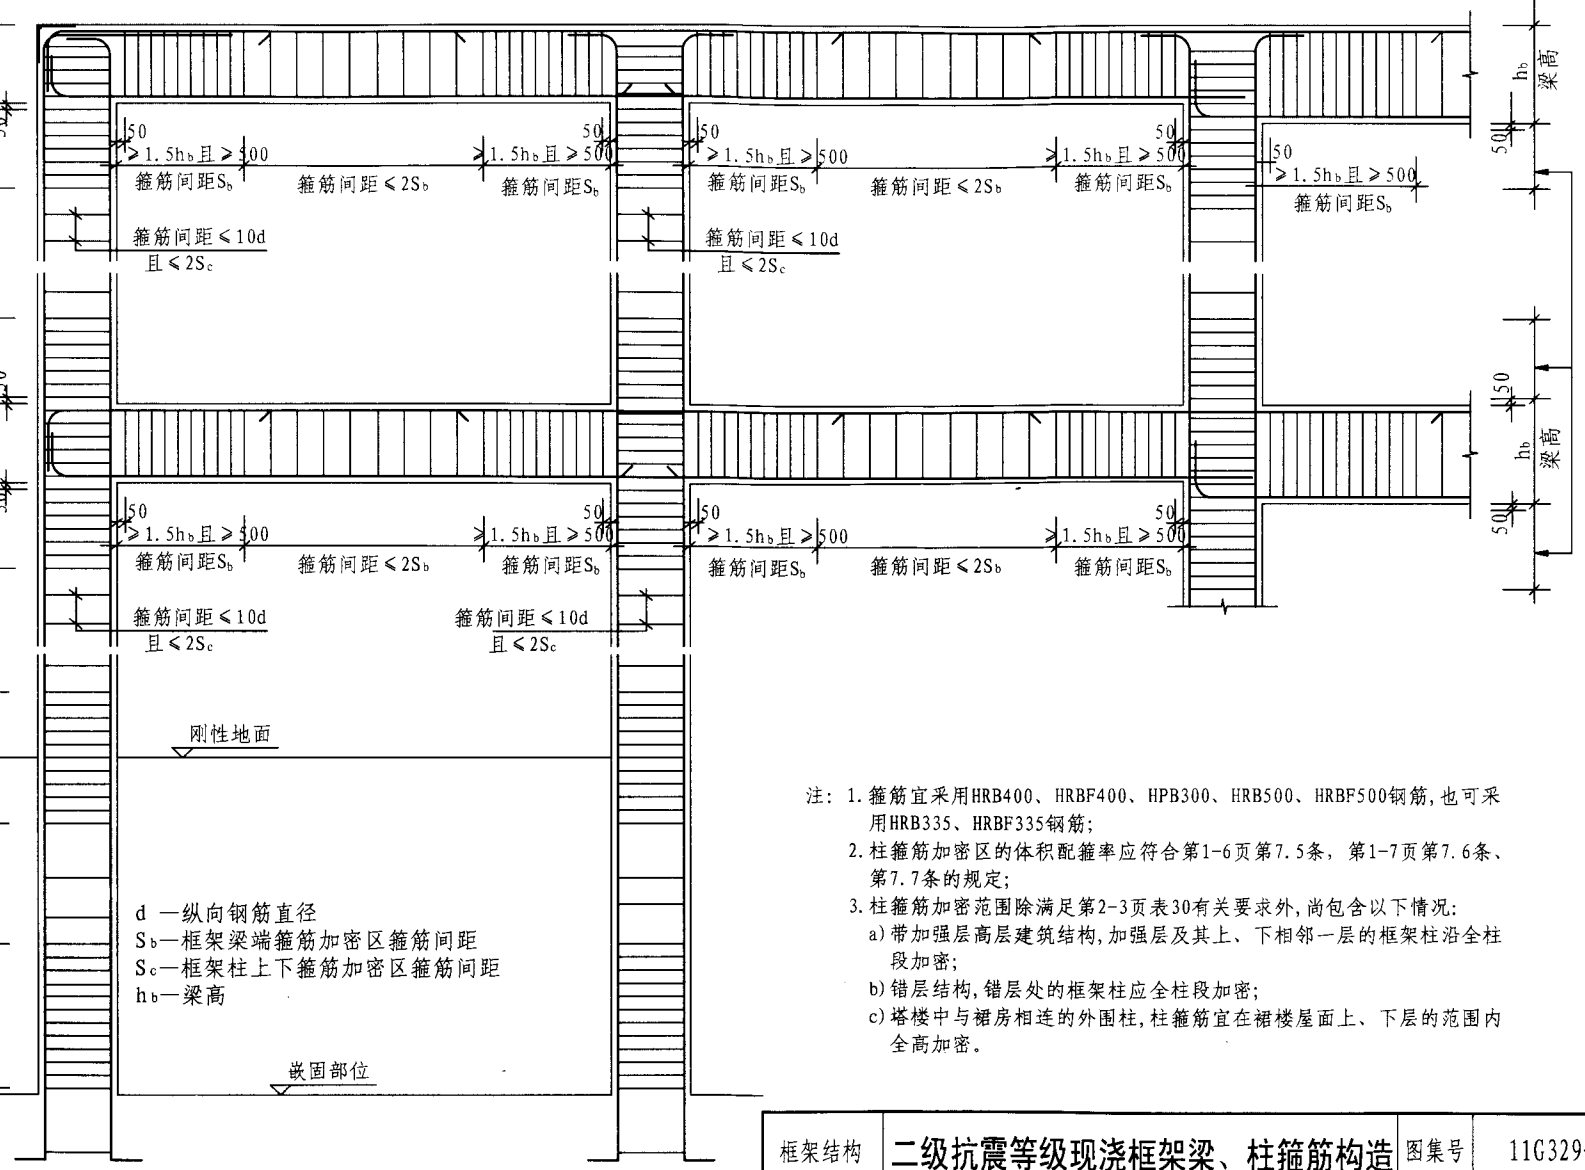 hb
梁高
50
50
50
50
50
50
≥1.5hb且≥500
≥1.5hb且≥500
≥1.5hb且≥500
≥1.5hb且≥500
≥1.5hb且≥500
箍筋间距Sb
箍筋间距≤2Sb
箍筋间距Sb
箍筋间距Sb
箍筋间距≤2Sb
箍筋间距Sb
箍筋间距Sb
箍筋间距≤10d
且≤2Sc
箍筋间距≤10d
且≤2Sc
50
hb
梁高
50
50
50
50
50
50
≥1.5hb且≥500
≥1.5hb且≥500
≥1.5hb且≥500
≥1.5hb且≥500
箍筋间距Sb
箍筋间距≤2Sb
箍筋间距Sb
箍筋间距Sb
箍筋间距≤2Sb
箍筋间距Sb
箍筋间距≤10d
且≤2Sc
箍筋间距≤10d
且≤2Sc
刚性地面
d —纵向钢筋直径
Sb—框架梁端箍筋加密区箍筋间距
Sc—框架柱上下箍筋加密区箍筋间距
hb—梁高
嵌固部位
注: 1.箍筋宜采用HRB400、HRBF400、HPB300、HRB500、HRBF500钢筋,也可采
用HRB335、HRBF335钢筋;
2.柱箍筋加密区的体积配箍率应符合第1-6页第7.5条, 第1-7页第7.6条、
第7.7条的规定;
3.柱箍筋加密范围除满足第2-3页表30有关要求外,尚包含以下情况:
a)带加强层高层建筑结构,加强层及其上、下相邻一层的框架柱沿全柱
段加密;
b)错层结构,错层处的框架柱应全柱段加密;
c)塔楼中与裙房相连的外围柱,柱箍筋宜在裙楼屋面上、下层的范围内
全高加密。
框架结构 二级抗震等级现浇框架梁、柱箍筋构造 图集号 11G329